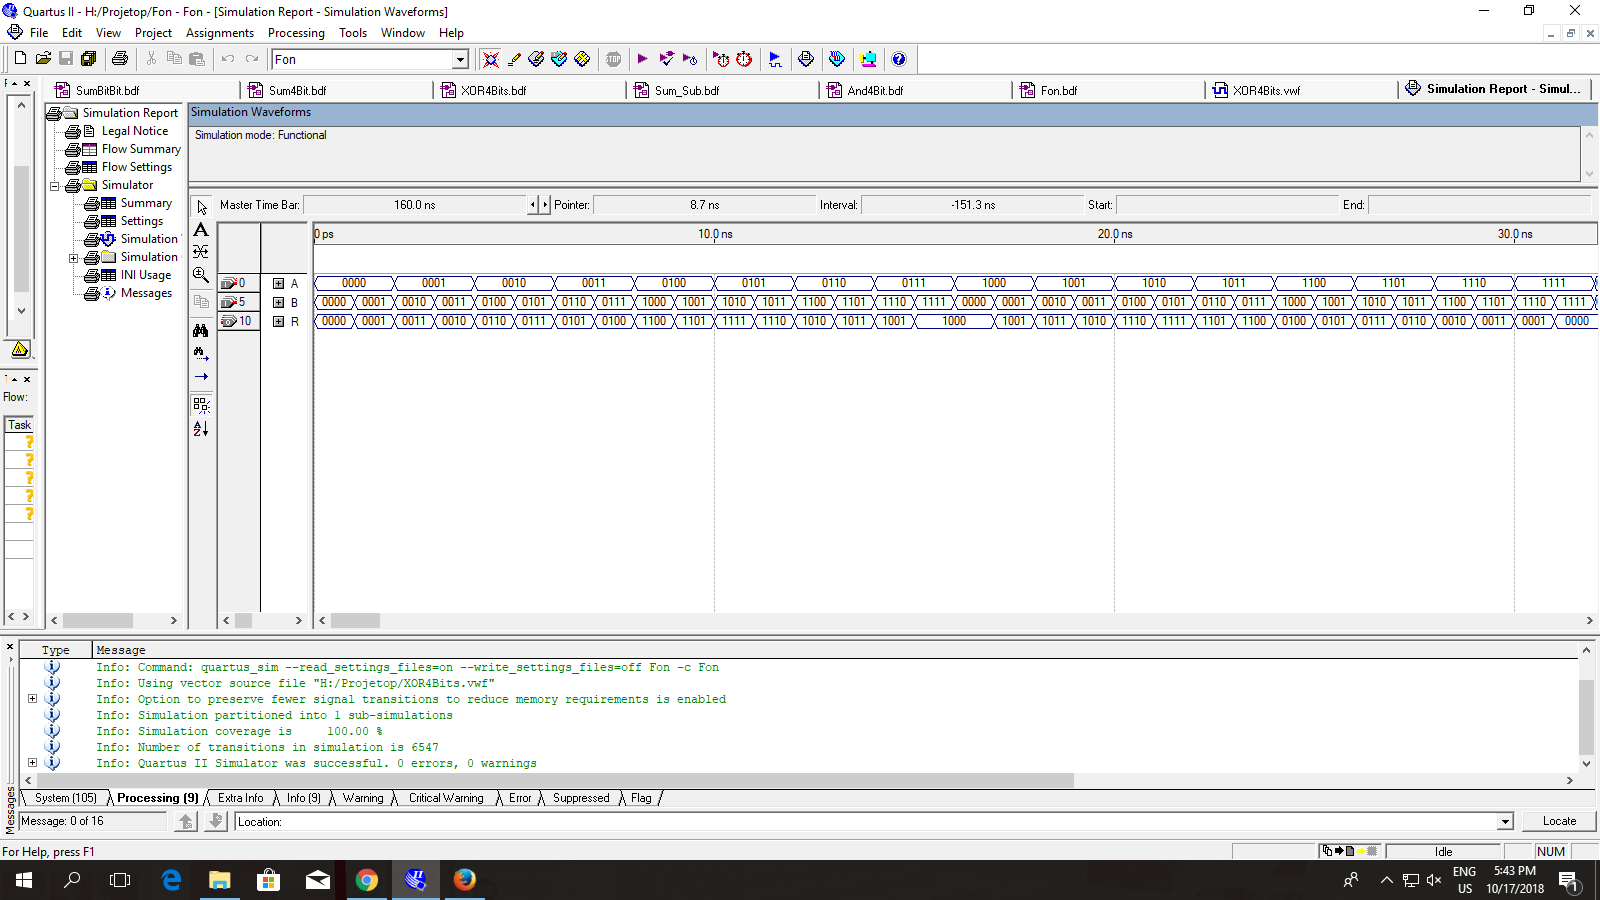 Quartus II - H:/Projetop/Fon - Fon - [Simulation Report - Simulation Waveforms]
File Edit View Project Assignments Processing Tools Window Help
Fon
SumBitBit.bdf Sum4Bit.bdf XOR4Bits.bdf Sum_Sub.bdf And4Bit.bdf Fon.bdf XOR4Bits.vwf Simulation Report - Simul...
Simulation Report
Legal Notice
Flow Summary
Flow Settings
Simulator
Summary
Settings
Simulation
Simulation
INI Usage
Messages
Flow:
Task
Simulation Waveforms
Simulation mode: Functional
Master Time Bar: 160.0 ns Pointer: 8.7 ns Interval: -151.3 ns Start: End:
0 ps 10.0 ns 20.0 ns 30.0 ns
0 A 0000 0001 0010 0011 0100 0101 0110 0111 1000 1001 1010 1011 1100 1101 1110 1111
5 B 0000 0001 0010 0011 0100 0101 0110 0111 1000 1001 1010 1011 1100 1101 1110 1111 0000 0001 0010 0011 0100 0101 0110 0111 1000 1001 1010 1011 1100 1101 1110 1111
10 R 0000 0001 0011 0010 0110 0111 0101 0100 1100 1101 1111 1110 1010 1011 1001 1000 1001 1011 1010 1110 1111 1101 1100 0100 0101 0111 0110 0010 0011 0001 0000
Type Message
Info: Command: quartus_sim --read_settings_files=on --write_settings_files=off Fon -c Fon
Info: Using vector source file "H:/Projetop/XOR4Bits.vwf"
Info: Option to preserve fewer signal transitions to reduce memory requirements is enabled
Info: Simulation partitioned into 1 sub-simulations
Info: Simulation coverage is 100.00 %
Info: Number of transitions in simulation is 6547
Info: Quartus II Simulator was successful. 0 errors, 0 warnings
System (105) Processing (9) Extra Info Info (9) Warning Critical Warning Error Suppressed Flag
Messages
Message: 0 of 16 Location: Locate
For Help, press F1 Idle NUM
ENG 5:43 PM
US 10/17/2018 1